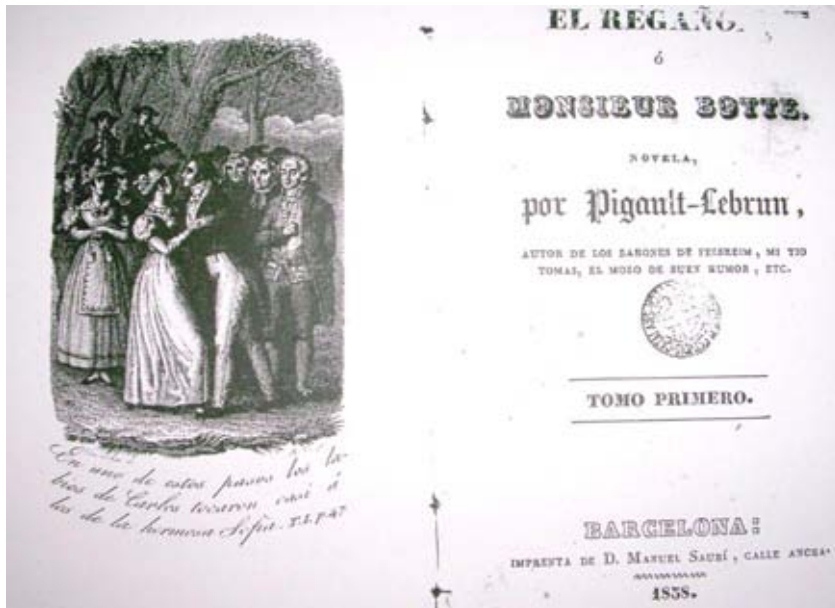 En uno de estos pasos los la-
bios de Carlos tocaron casi á
los de la hermosa Sofía. T.I.p.47
EL REGAÑO
ó
MONSIEUR BOTTE.
NOVELA,
por Pigault-Lebrun,
AUTOR DE LOS BARONES DE FELSHEIM, MI TIO
TOMAS, EL MOZO DE BUEN HUMOR, ETC.
TOMO PRIMERO.
BARCELONA:
IMPRENTA DE D. MANUEL SAURÍ, CALLE ANCHA
1838.